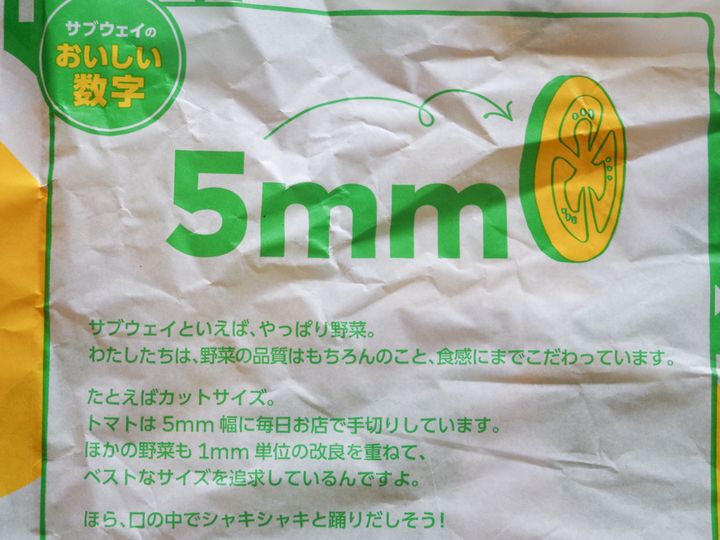 サブウェイの
おいしい
数字
5mm
サブウェイといえば、やっぱり野菜。
わたしたちは、野菜の品質はもちろんのこと、食感にまでこだわっています。
たとえばカットサイズ。
トマトは 5mm 幅に毎日お店で手切りしています。
ほかの野菜も 1mm 単位の改良を重ねて、
ベストなサイズを追求しているんですよ。
ほら、口の中でシャキシャキと踊りだしそう！